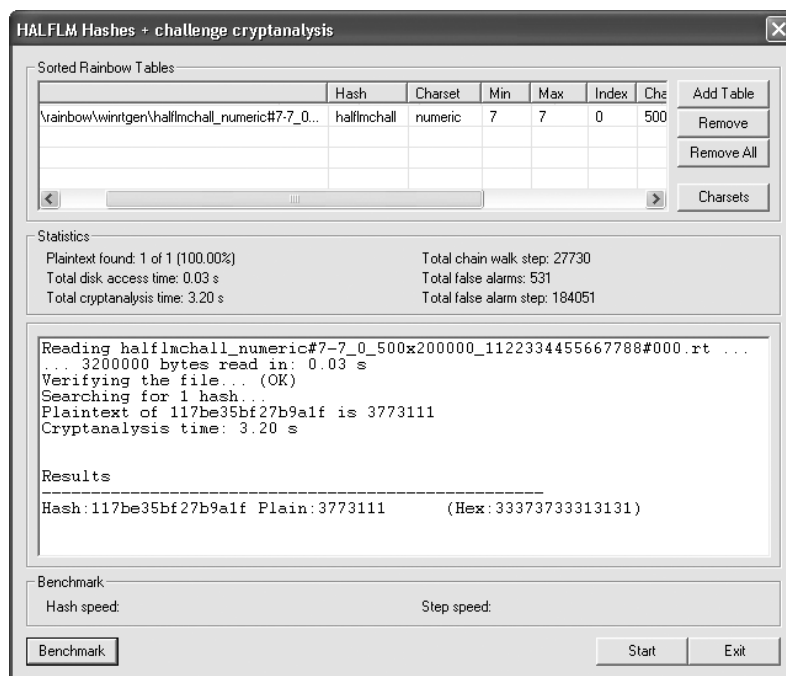 HALFLM Hashes + challenge cryptanalysis
Sorted Rainbow Tables
Hash Charset Min Max Index Cha
\rainbow\winrtgen\halflmchall_numeric#7-7_0... halflmchall numeric 7 7 0 500
Add Table
Remove
Remove All
Charsets
Statistics
Plaintext found: 1 of 1 (100.00%)
Total disk access time: 0.03 s
Total cryptanalysis time: 3.20 s
Total chain walk step: 27730
Total false alarms: 531
Total false alarm step: 184051
Reading halflmchall_numeric#7-7_0_500x200000_1122334455667788#000.rt ...
... 3200000 bytes read in: 0.03 s
Verifying the file... (OK)
Searching for 1 hash...
Plaintext of 117be35bf27b9a1f is 3773111
Cryptanalysis time: 3.20 s
Results
-------------------------------------------------------
Hash:117be35bf27b9a1f Plain:3773111 (Hex:33373733313131)
Benchmark
Hash speed:
Step speed:
Benchmark
Start
Exit